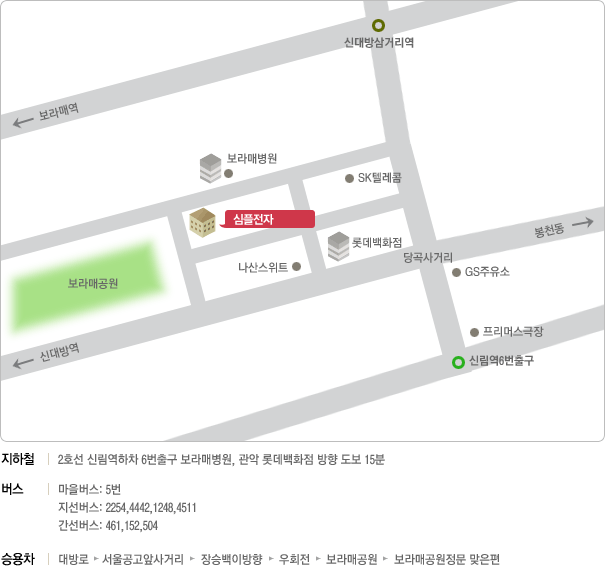 신대방삼거리역
보라매역
보라매병원
SK텔레콤
심플전자
롯데백화점
봉천동
당곡사거리
나산스위트
GS주유소
보라매공원
프리머스극장
신대방역
신림역6번출구
지하철 2호선 신림역하차 6번출구 보라매병원, 관악 롯데백화점 방향 도보 15분
버스 마을버스: 5번
지선버스: 2254,4442,1248,4511
간선버스: 461,152,504
승용차 대방로 ▸ 서울공고앞사거리 ▸ 장승백이방향 ▸ 우회전 ▸ 보라매공원 ▸ 보라매공원정문 맞은편